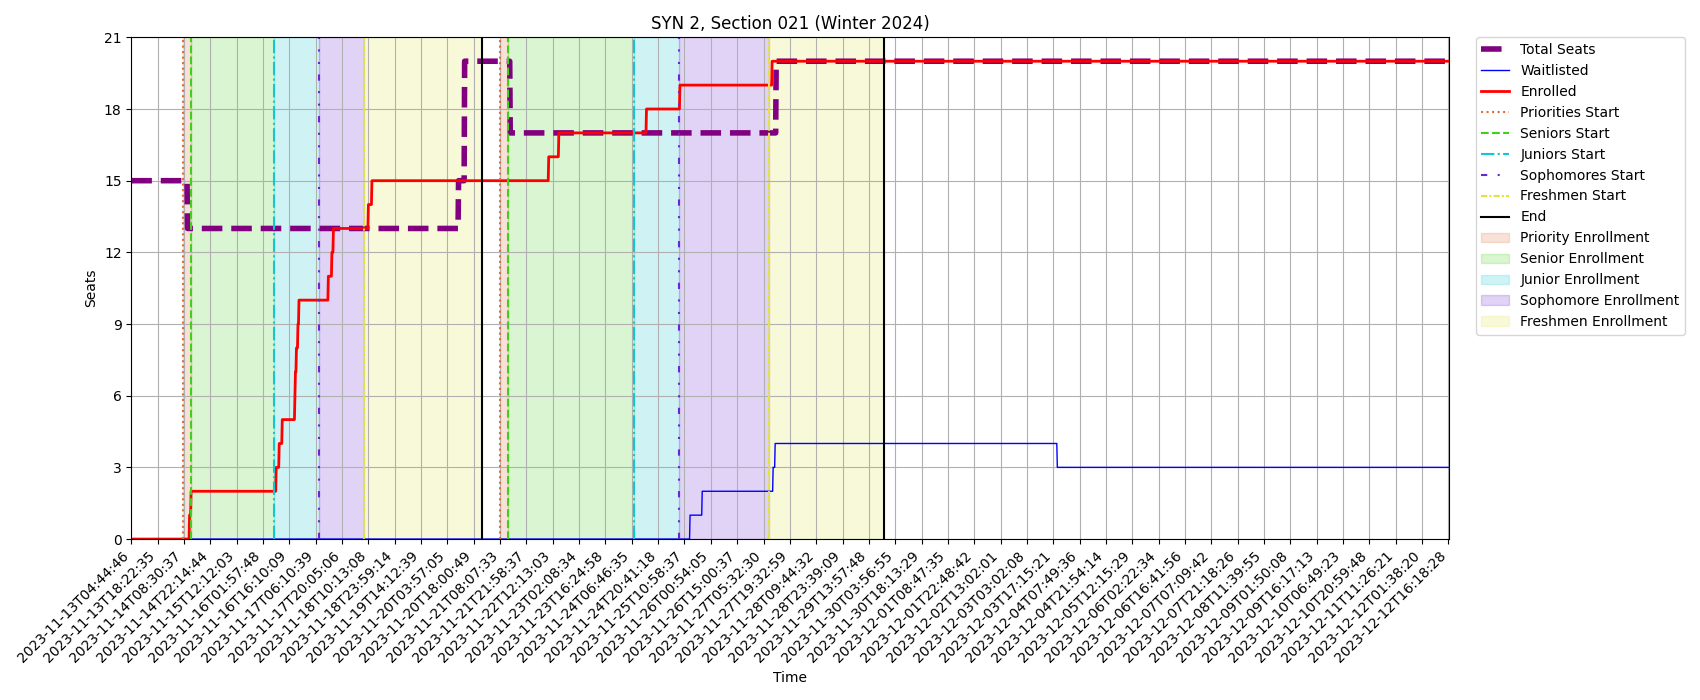 SYN 2, Section 021 (Winter 2024)
21
18
15
12
9
6
3
0
Seats
2023-11-13T04:44:46
2023-11-13T18:22:35
2023-11-14T08:30:37
2023-11-14T22:14:44
2023-11-15T12:12:03
2023-11-16T01:57:48
2023-11-16T16:10:09
2023-11-17T06:10:39
2023-11-17T20:05:06
2023-11-18T10:13:08
2023-11-18T23:59:14
2023-11-19T14:12:39
2023-11-20T03:57:05
2023-11-20T18:00:49
2023-11-21T08:07:33
2023-11-21T21:58:37
2023-11-22T12:13:03
2023-11-23T02:08:34
2023-11-23T16:24:58
2023-11-24T06:46:35
2023-11-24T20:41:18
2023-11-25T10:58:37
2023-11-26T00:54:05
2023-11-26T15:00:37
2023-11-27T05:32:30
2023-11-27T19:32:59
2023-11-28T09:44:32
2023-11-28T23:39:09
2023-11-29T13:57:48
2023-11-30T03:56:55
2023-11-30T18:13:29
2023-12-01T08:47:35
2023-12-01T22:48:42
2023-12-02T13:02:01
2023-12-03T03:02:08
2023-12-03T17:15:21
2023-12-04T07:49:36
2023-12-04T21:54:14
2023-12-05T12:15:29
2023-12-06T02:22:34
2023-12-06T16:41:56
2023-12-07T07:09:42
2023-12-07T21:18:26
2023-12-08T11:39:55
2023-12-09T01:50:08
2023-12-09T16:17:13
2023-12-10T06:49:23
2023-12-10T20:59:48
2023-12-11T11:26:21
2023-12-12T01:38:20
2023-12-12T16:18:28
Time
Total Seats
Waitlisted
Enrolled
Priorities Start
Seniors Start
Juniors Start
Sophomores Start
Freshmen Start
End
Priority Enrollment
Senior Enrollment
Junior Enrollment
Sophomore Enrollment
Freshmen Enrollment